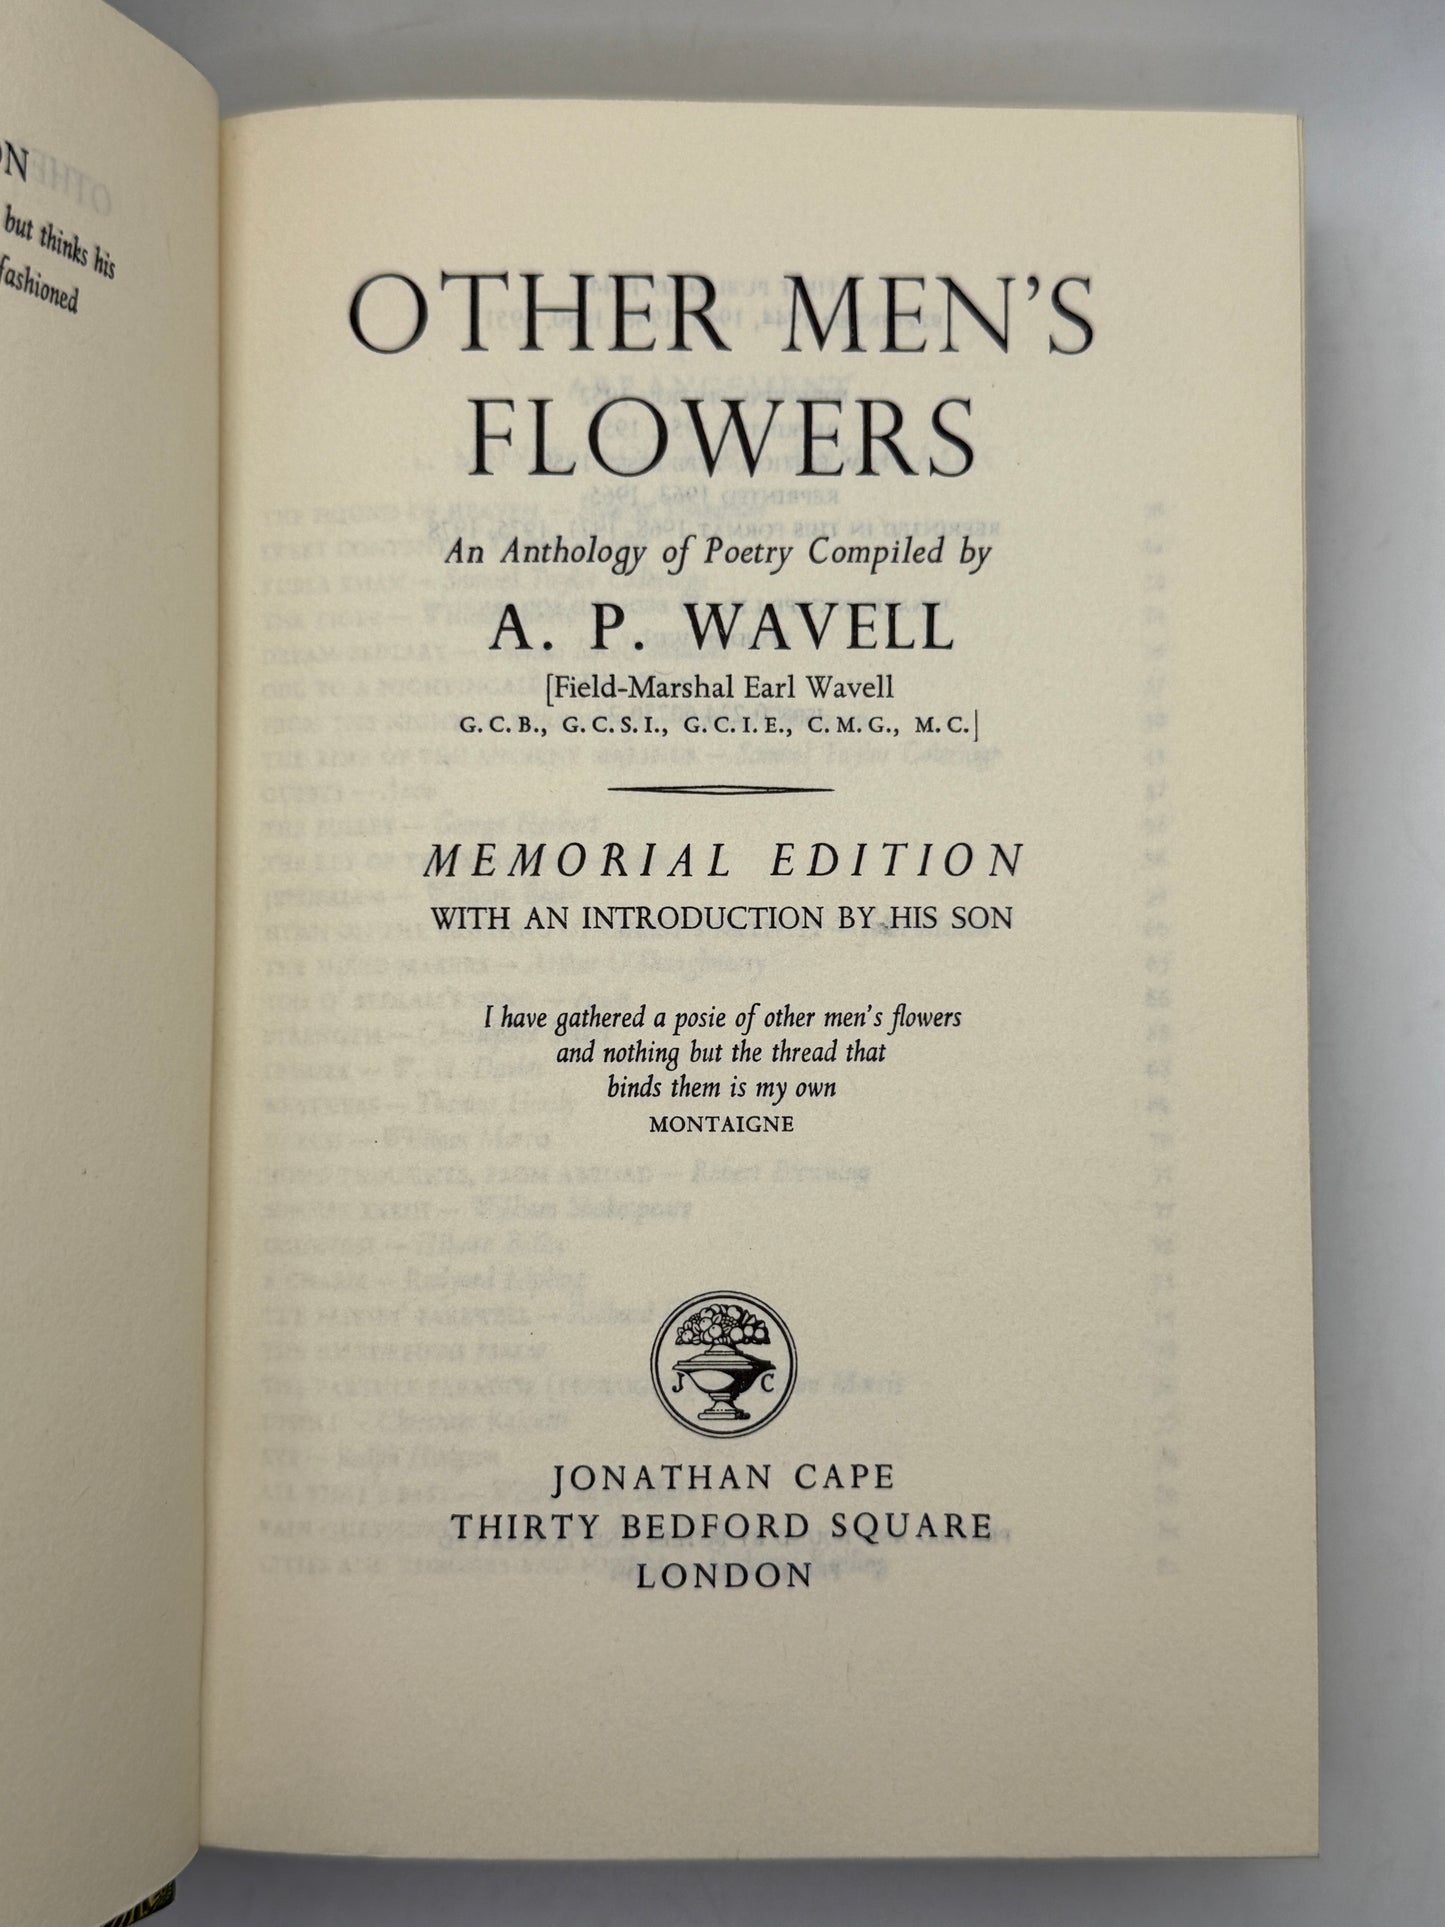 ON
but thinks his
fashioned
OTHER MEN'S
FLOWERS
An Anthology of Poetry Compiled by
A. P. WAVELL
[Field-Marshal Earl Wavell
G.C.B., G.C.S.I., G.C.I.E., C.M.G., M.C.]
MEMORIAL EDITION
WITH AN INTRODUCTION BY HIS SON
I have gathered a posie of other men's flowers
and nothing but the thread that
binds them is my own
MONTAIGNE
J C
JONATHAN CAPE
THIRTY BEDFORD SQUARE
LONDON